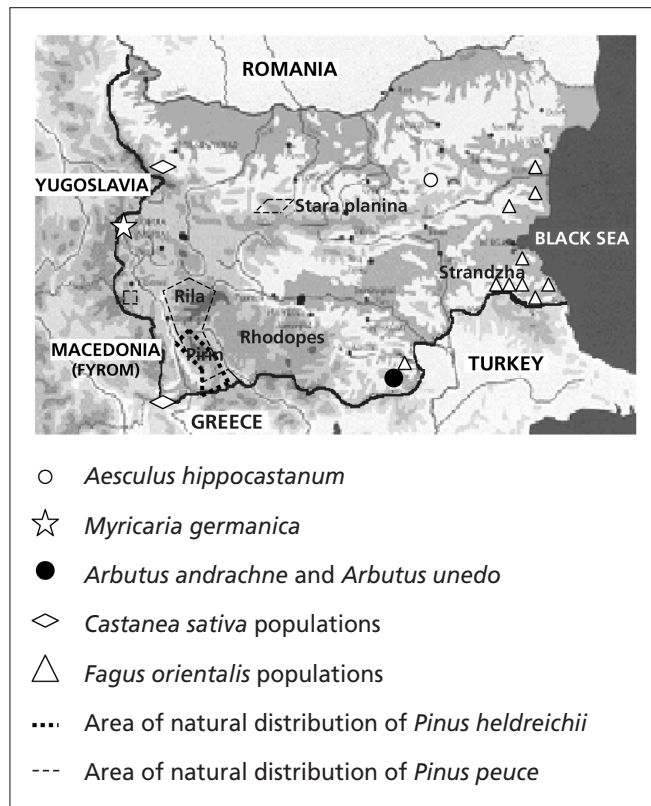 ROMANIA
YUGOSLAVIA
Stara planina
BLACK SEA
Strandzha
Rila
Rhodopes
MACEDONIA
(FYROM)
Pirin
TURKEY
GREECE
Aesculus hippocastanum
Myricaria germanica
Arbutus andrachne and Arbutus unedo
Castanea sativa populations
Fagus orientalis populations
Area of natural distribution of Pinus heldreichii
Area of natural distribution of Pinus peuce